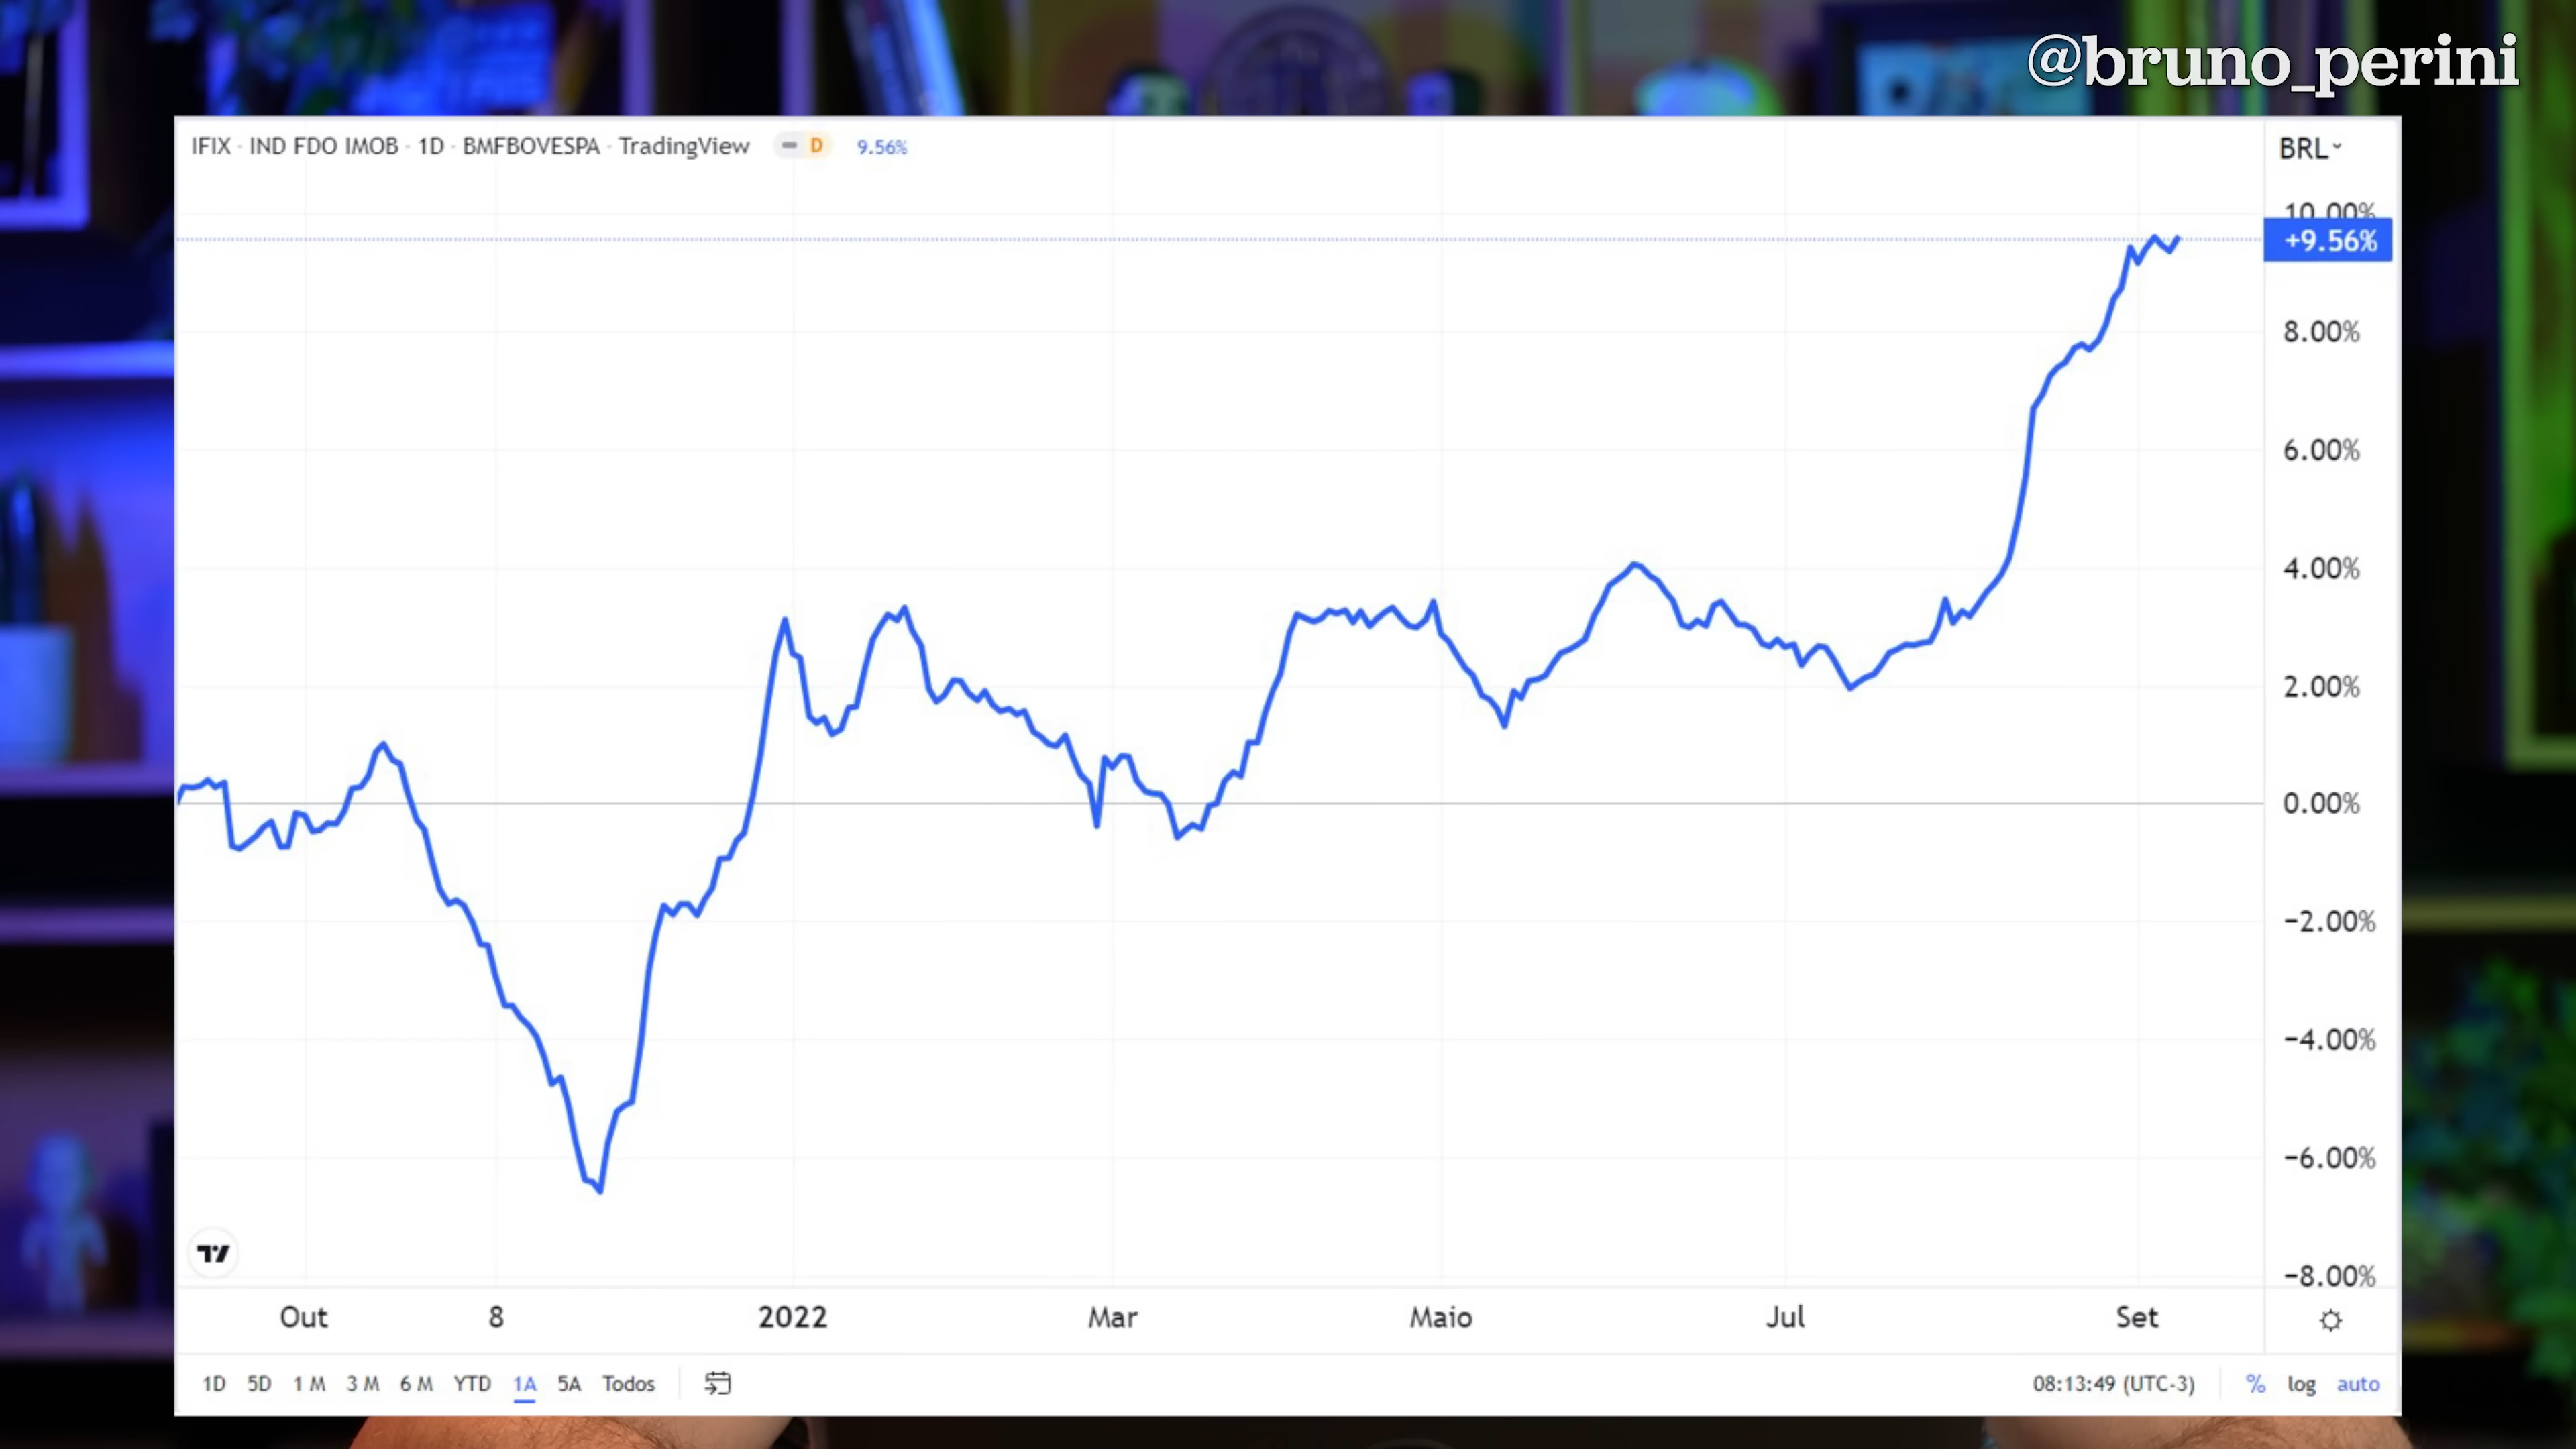 @bruno_perini
IFIX · IND FDO IMOB · 1D · BMFBOVESPA · TradingView D 9.56%
BRL
10.00%
+9.56%
8.00%
6.00%
4.00%
2.00%
0.00%
−2.00%
−4.00%
−6.00%
−8.00%
Out 8 2022 Mar Maio Jul Set
1D 5D 1 M 3 M 6 M YTD 1A 5A Todos 08:13:49 (UTC-3) % log auto